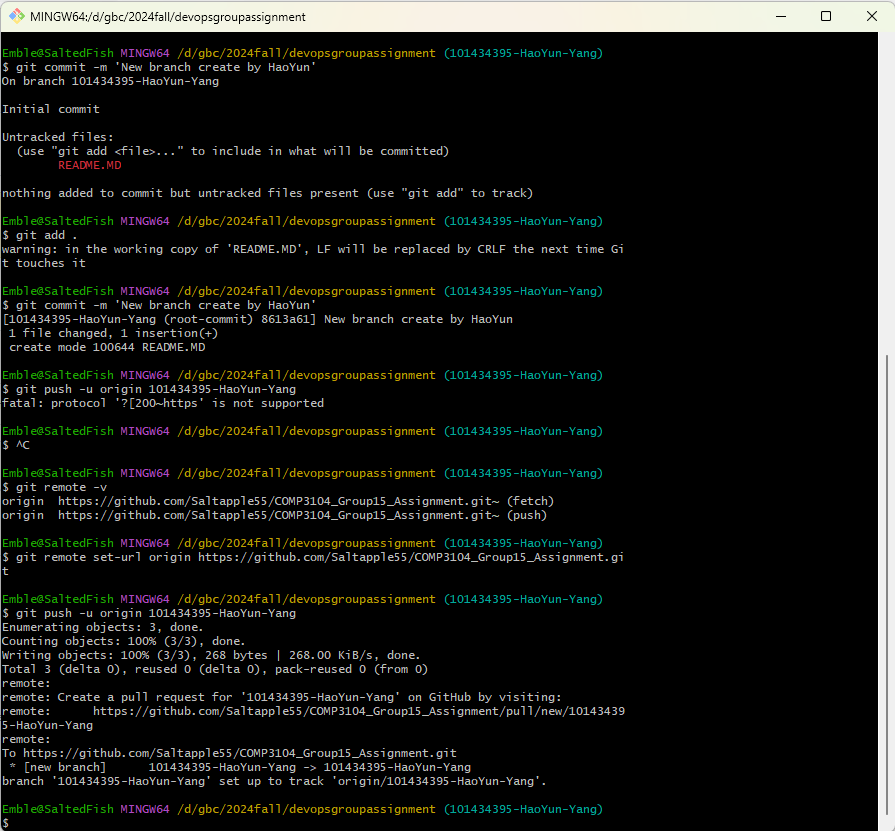 MINGW64:/d/gbc/2024fall/devopsgroupassignment
Emble@SaltedFish MINGW64 /d/gbc/2024fall/devopsgroupassignment (101434395-HaoYun-Yang)
$ git commit -m 'New branch create by HaoYun'
On branch 101434395-HaoYun-Yang
Initial commit
Untracked files:
  (use "git add <file>..." to include in what will be committed)
        README.MD
nothing added to commit but untracked files present (use "git add" to track)
Emble@SaltedFish MINGW64 /d/gbc/2024fall/devopsgroupassignment (101434395-HaoYun-Yang)
$ git add .
warning: in the working copy of 'README.MD', LF will be replaced by CRLF the next time Gi
t touches it
Emble@SaltedFish MINGW64 /d/gbc/2024fall/devopsgroupassignment (101434395-HaoYun-Yang)
$ git commit -m 'New branch create by HaoYun'
[101434395-HaoYun-Yang (root-commit) 8613a61] New branch create by HaoYun
 1 file changed, 1 insertion(+)
 create mode 100644 README.MD
Emble@SaltedFish MINGW64 /d/gbc/2024fall/devopsgroupassignment (101434395-HaoYun-Yang)
$ git push -u origin 101434395-HaoYun-Yang
fatal: protocol '?[200~https' is not supported
Emble@SaltedFish MINGW64 /d/gbc/2024fall/devopsgroupassignment (101434395-HaoYun-Yang)
$ ^C
Emble@SaltedFish MINGW64 /d/gbc/2024fall/devopsgroupassignment (101434395-HaoYun-Yang)
$ git remote -v
origin  https://github.com/Saltapple55/COMP3104_Group15_Assignment.git~ (fetch)
origin  https://github.com/Saltapple55/COMP3104_Group15_Assignment.git~ (push)
Emble@SaltedFish MINGW64 /d/gbc/2024fall/devopsgroupassignment (101434395-HaoYun-Yang)
$ git remote set-url origin https://github.com/Saltapple55/COMP3104_Group15_Assignment.gi
t
Emble@SaltedFish MINGW64 /d/gbc/2024fall/devopsgroupassignment (101434395-HaoYun-Yang)
$ git push -u origin 101434395-HaoYun-Yang
Enumerating objects: 3, done.
Counting objects: 100% (3/3), done.
Writing objects: 100% (3/3), 268 bytes | 268.00 KiB/s, done.
Total 3 (delta 0), reused 0 (delta 0), pack-reused 0 (from 0)
remote:
remote: Create a pull request for '101434395-HaoYun-Yang' on GitHub by visiting:
remote:      https://github.com/Saltapple55/COMP3104_Group15_Assignment/pull/new/10143439
5-HaoYun-Yang
remote:
To https://github.com/Saltapple55/COMP3104_Group15_Assignment.git
 * [new branch]      101434395-HaoYun-Yang -> 101434395-HaoYun-Yang
branch '101434395-HaoYun-Yang' set up to track 'origin/101434395-HaoYun-Yang'.
Emble@SaltedFish MINGW64 /d/gbc/2024fall/devopsgroupassignment (101434395-HaoYun-Yang)
$